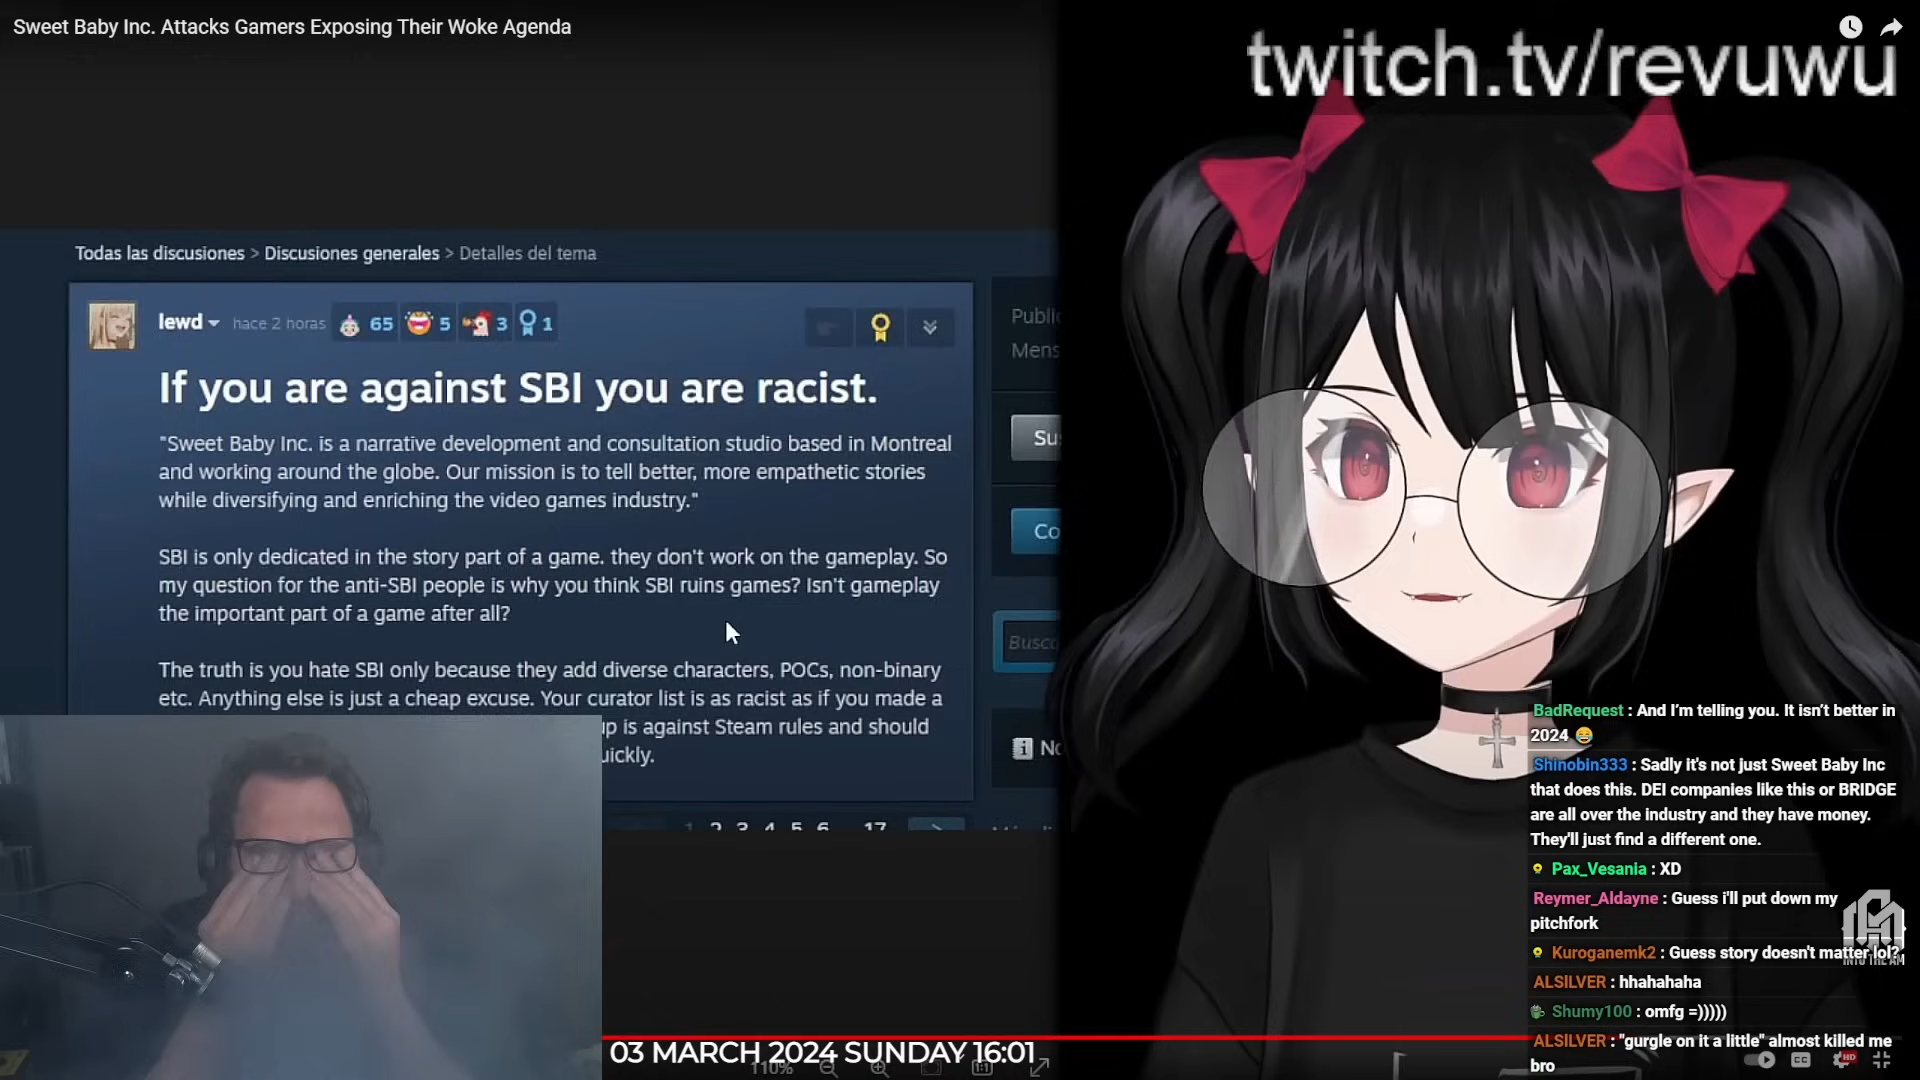 Sweet Baby Inc. Attacks Gamers Exposing Their Woke Agenda
twitch.tv/revuwu
Todas las discusiones > Discusiones generales > Detalles del tema
lewd hace 2 horas 65 5 3 1
If you are against SBI you are racist.
"Sweet Baby Inc. is a narrative development and consultation studio based in Montreal
and working around the globe. Our mission is to tell better, more empathetic stories
while diversifying and enriching the video games industry."
SBI is only dedicated in the story part of a game. they don't work on the gameplay. So
my question for the anti-SBI people is why you think SBI ruins games? Isn't gameplay
the important part of a game after all?
The truth is you hate SBI only because they add diverse characters, POCs, non-binary
etc. Anything else is just a cheap excuse. Your curator list is as racist as if you made a
up is against Steam rules and should
uickly.
1 2 3 4 5 6 17 >
Public
Mens
Sus
Co
Busca
No
BadRequest : And I'm telling you. It isn't better in
2024 😂
Shinobin333 : Sadly it's not just Sweet Baby Inc
that does this. DEI companies like this or BRIDGE
are all over the industry and they have money.
They'll just find a different one.
Pax_Vesania : XD
Reymer_Aldayne : Guess i'll put down my
pitchfork
Kuroganemk2 : Guess story doesn't matter lol?
ALSILVER : hhahahaha
Shumy100 : omfg =)))))
ALSILVER : "gurgle on it a little" almost killed me
bro
INTO THE AM
03 MARCH 2024 SUNDAY 16:01
110%
1:1
CC
HD